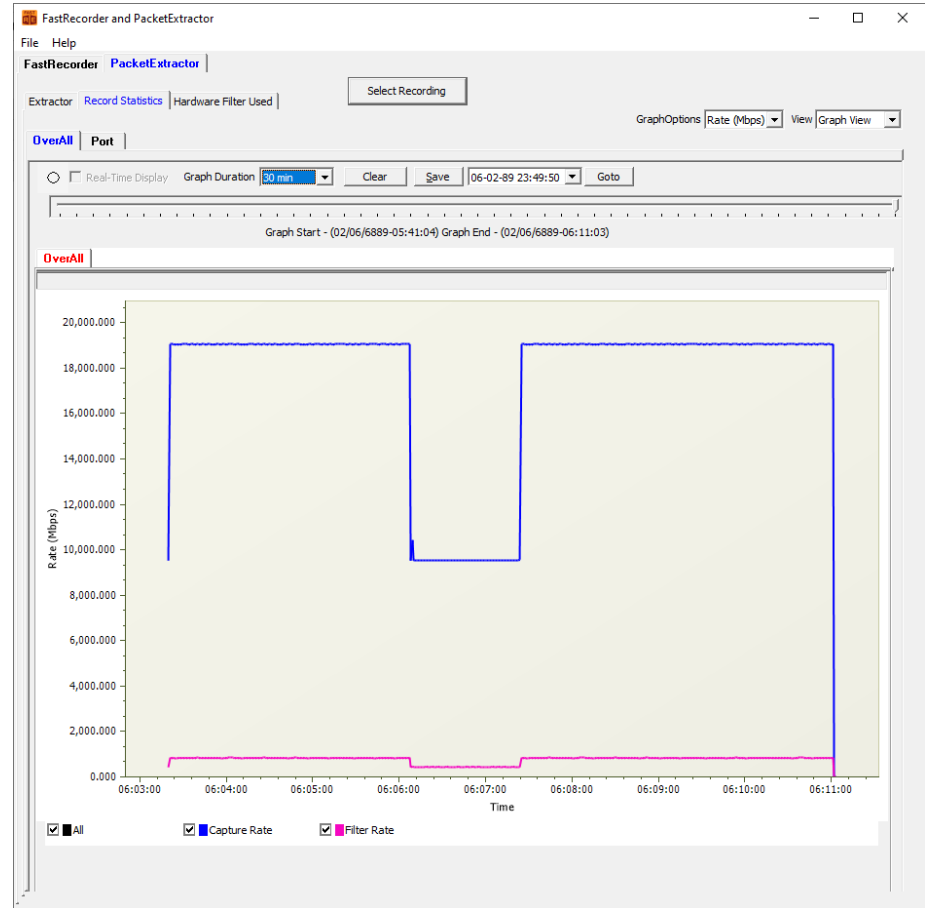 FastRecorder and PacketExtractor
File Help
FastRecorder PacketExtractor
Select Recording
Extractor Record Statistics Hardware Filter Used
GraphOptions Rate (Mbps) View Graph View
OverAll Port
Real-Time Display Graph Duration 30 min Clear Save 06-02-89 23:49:50 Goto
Graph Start - (02/06/6889-05:41:04) Graph End - (02/06/6889-06:11:03)
OverAll
20,000.000
18,000.000
16,000.000
14,000.000
12,000.000
10,000.000
8,000.000
6,000.000
4,000.000
2,000.000
0.000
Rate (Mbps)
06:03:00 06:04:00 06:05:00 06:06:00 06:07:00 06:08:00 06:09:00 06:10:00 06:11:00
Time
All Capture Rate Filter Rate